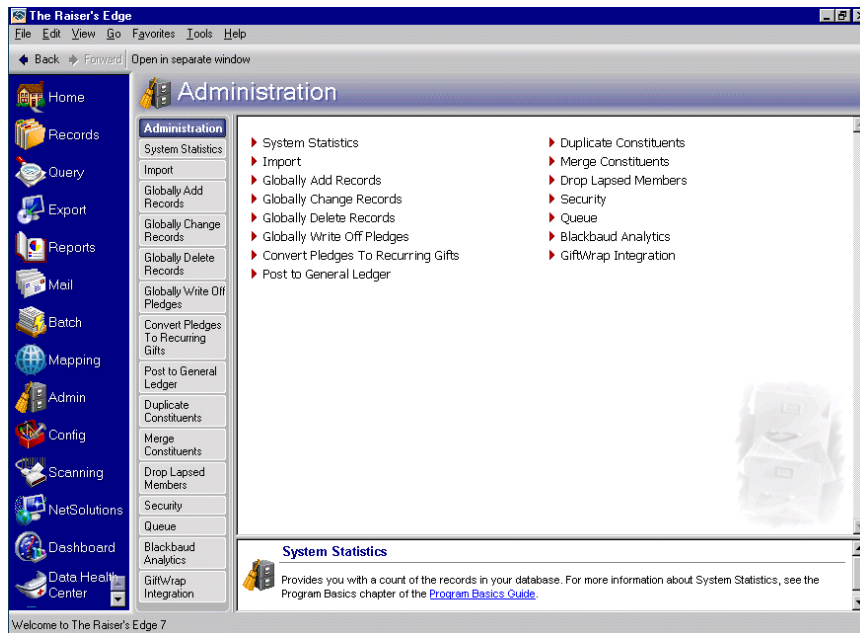 The Raiser's Edge
File Edit View Go Favorites Tools Help
Back Forward Open in separate window
Home
Records
Query
Export
Reports
Mail
Batch
Mapping
Admin
Config
Scanning
NetSolutions
Dashboard
Data Health
Center
Administration
Administration
System Statistics
Import
Globally Add
Records
Globally Change
Records
Globally Delete
Records
Globally Write Off
Pledges
Convert Pledges
To Recurring
Gifts
Post to General
Ledger
Duplicate
Constituents
Merge
Constituents
Drop Lapsed
Members
Security
Queue
Blackbaud
Analytics
GiftWrap
Integration
System Statistics
Import
Globally Add Records
Globally Change Records
Globally Delete Records
Globally Write Off Pledges
Convert Pledges To Recurring Gifts
Post to General Ledger
Duplicate Constituents
Merge Constituents
Drop Lapsed Members
Security
Queue
Blackbaud Analytics
GiftWrap Integration
System Statistics
Provides you with a count of the records in your database. For more information about System Statistics, see the
Program Basics chapter of the Program Basics Guide.
Welcome to The Raiser's Edge 7